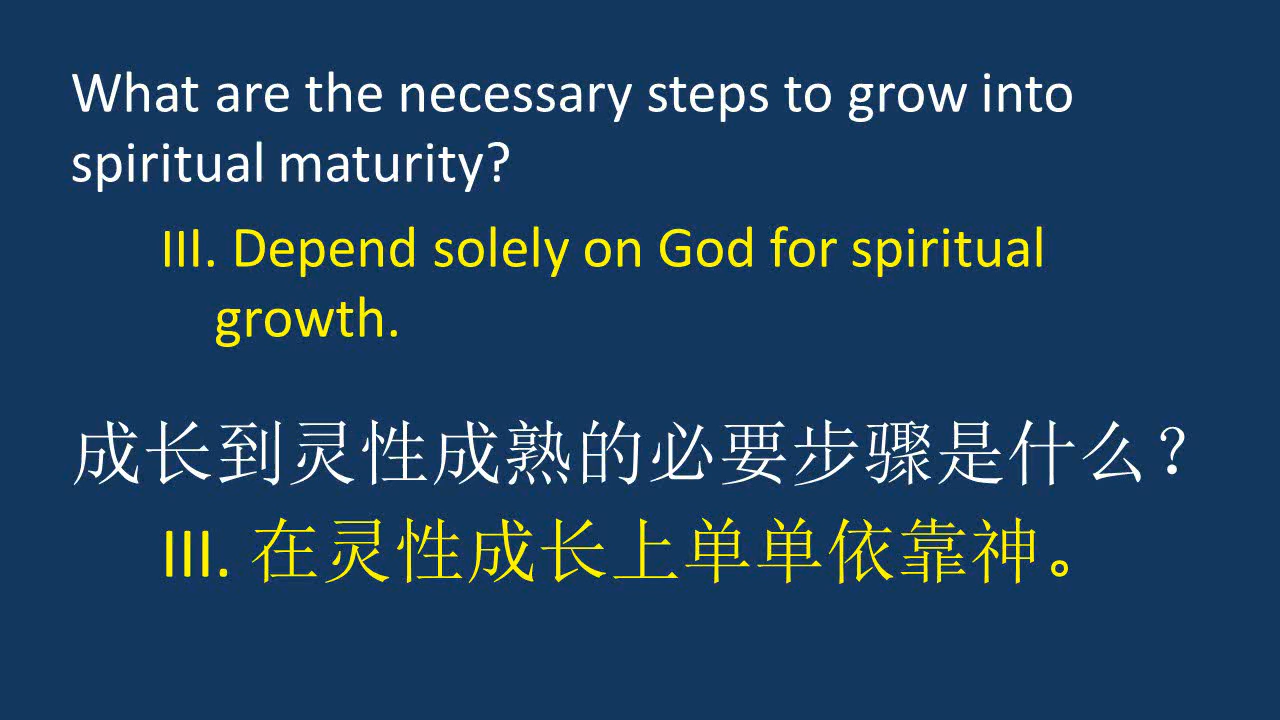 What are the necessary steps to grow into
spiritual maturity?
III. Depend solely on God for spiritual
growth.
成长到灵性成熟的必要步骤是什么？
III. 在灵性成长上单单依靠神。